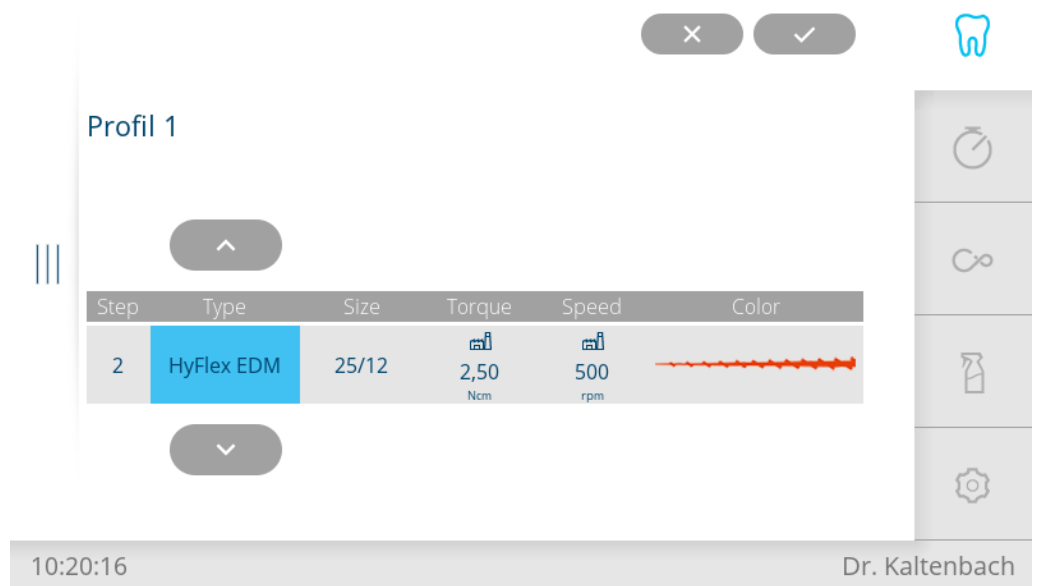 Profil 1
Step Type Size Torque Speed Color
2 HyFlex EDM 25/12 2,50 Ncm 500 rpm
10:20:16 Dr. Kaltenbach